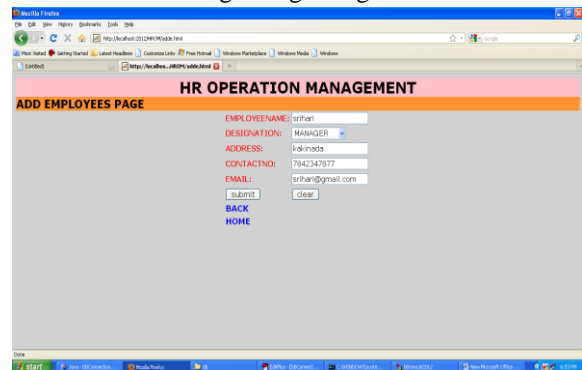 Mozilla Firefox
File Edit View History Bookmarks Tools Help
http://localhost:2012/HROM/adde.html
Google
Most Visited Getting Started Latest Headlines Customize Links Free Hotmail Windows Marketplace Windows Media Windows
(Untitled)
http://localhos...HROM/adde.html
HR OPERATION MANAGEMENT
ADD EMPLOYEES PAGE
EMPLOYEENAME: srihari
DESIGNATION: MANAGER
ADDRESS: kakinada
CONTACTNO: 7842347877
EMAIL: srihari@gmail.com
submit clear
BACK
HOME
Done
start Mozilla Firefox